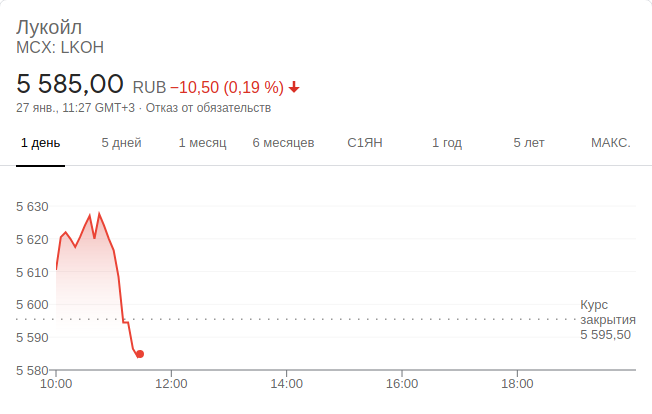 Лукойл
MCX: LKOH
5 585,00 RUB −10,50 (0,19 %)
27 янв., 11:27 GMT+3 · Отказ от обязательств
1 день 5 дней 1 месяц 6 месяцев С1ЯН 1 год 5 лет МАКС.
5 630
5 620
5 610
5 600
5 590
5 580
Курс
закрытия
5 595,50
10:00 12:00 14:00 16:00 18:00